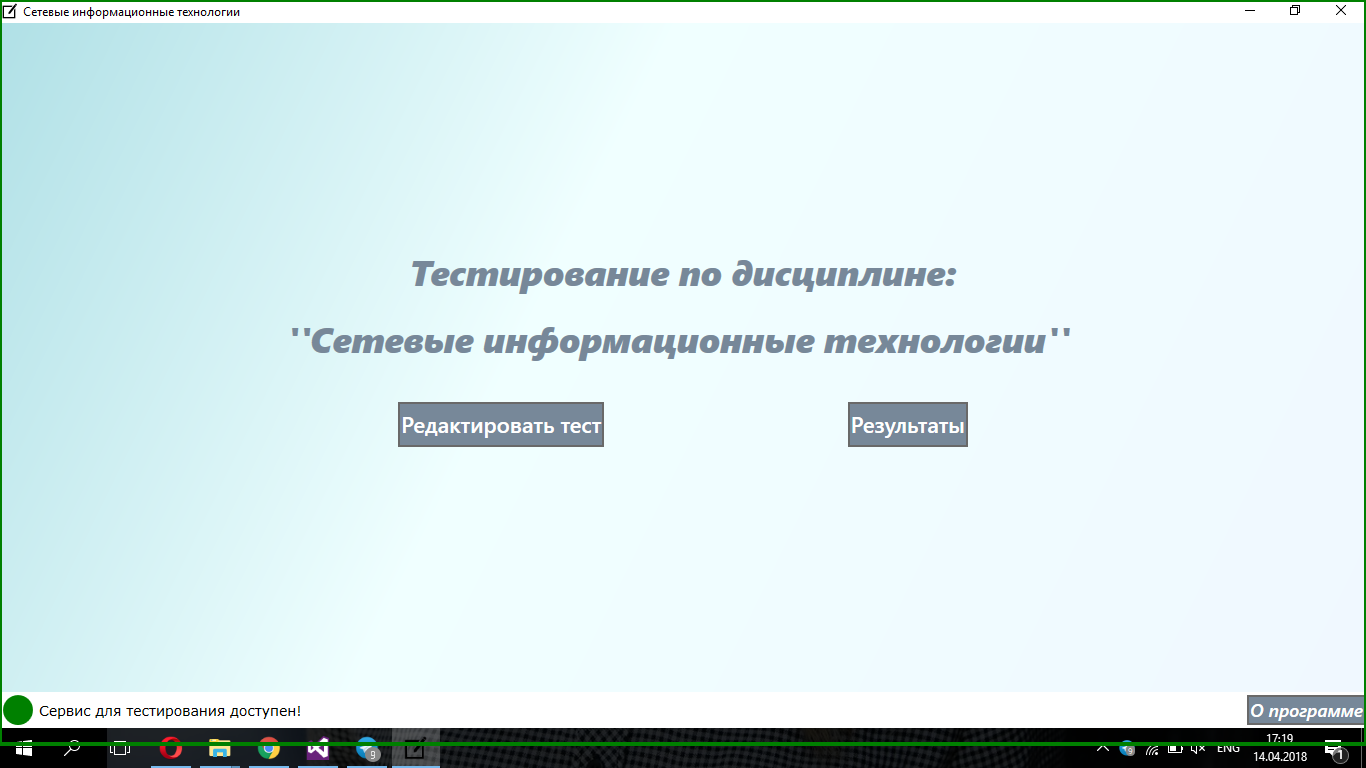 Сетевые информационные технологии
Тестирование по дисциплине:
''Сетевые информационные технологии''
Редактировать тест
Результаты
Сервис для тестирования доступен!
О программе
9
9
ENG
17:19
14.04.2018
1